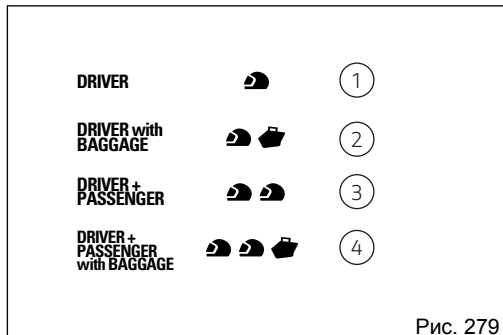 DRIVER
1
DRIVER with
BAGGAGE
2
DRIVER +
PASSENGER
3
DRIVER +
PASSENGER
with BAGGAGE
4
Рис. 279